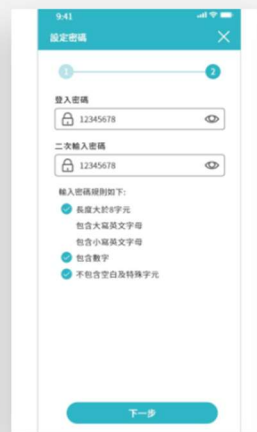 9:41
設定密碼
1
2
登入密碼
12345678
二次輸入密碼
12345678
輸入密碼規則如下:
長度大於8字元
包含大寫英文字母
包含小寫英文字母
包含數字
不包含空白及特殊字元
下一步